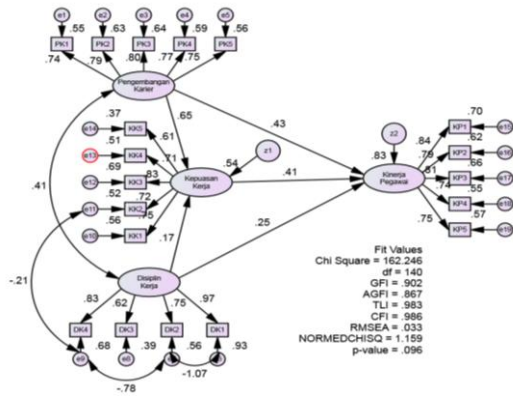 e1 e2 e3 e4 e5
.55 .63 .64 .59 .56
PK1 PK2 PK3 PK4 PK5
.74 .79 .80 .77 .75
Pengembangan
Karier
.37
e14 KK5 .61
.51
e13 KK4 .71
.69
e12 KK3 .83
.52
e11 KK2 .72
.56
e10 KK1 .75
.65
.43
z1
.54
Kepuasan
Kerja
.41
.41
.17
.25
z2
.83
Kinerja
Pegawai
.70
.84 KP1 e15
.62
.79 KP2 e16
.66
.81 KP3 e17
.55
.74 KP4 e18
.57
.75 KP5 e19
-.21
Disiplin
Kerja
.83 .62 .75 .97
DK4 DK3 DK2 DK1
.68 .39 .56 .93
e9 e8
-.78
-1.07
Fit Values
Chi Square = 162.246
df = 140
GFI = .902
AGFI = .867
TLI = .983
CFI = .986
RMSEA = .033
NORMEDCHISQ = 1.159
p-value = .096